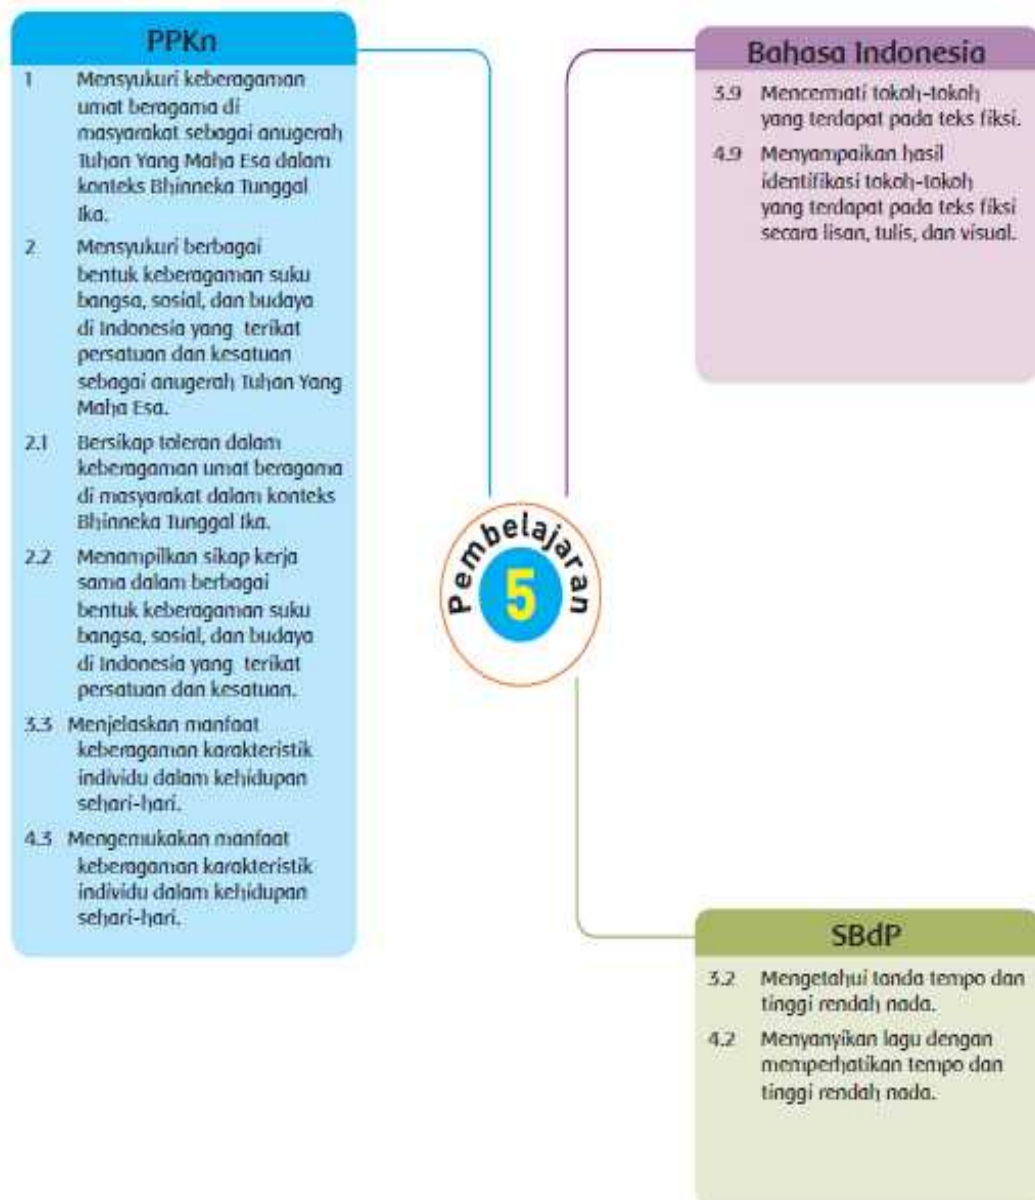 PPKn
1 Mensyukuri keberagaman
umat beragama di
masyarakat sebagai anugerah
Tuhan Yang Maha Esa dalam
konteks Bhinneka Tunggal
Ika.
2 Mensyukuri berbagai
bentuk keberagaman suku
bangsa, sosial, dan budaya
di Indonesia yang terikat
persatuan dan kesatuan
sebagai anugerah Tuhan Yang
Maha Esa.
2.1 Bersikap toleran dalam
keberagaman umat beragama
di masyarakat dalam konteks
Bhinneka Tunggal Ika.
2.2 Menampilkan sikap kerja
sama dalam berbagai
bentuk keberagaman suku
bangsa, sosial, dan budaya
di Indonesia yang terikat
persatuan dan kesatuan.
3.3 Menjelaskan manfaat
keberagaman karakteristik
individu dalam kehidupan
sehari-hari.
4.3 Mengemukakan manfaat
keberagaman karakteristik
individu dalam kehidupan
sehari-hari.
Bahasa Indonesia
3.9 Mencermati tokoh-tokoh
yang terdapat pada teks fiksi.
4.9 Menyampaikan hasil
identifikasi tokoh-tokoh
yang terdapat pada teks fiksi
secara lisan, tulis, dan visual.
Pembelajaran
5
SBdP
3.2 Mengetahui tanda tempo dan
tinggi rendah nada.
4.2 Menyanyikan lagu dengan
memperhatikan tempo dan
tinggi rendah nada.